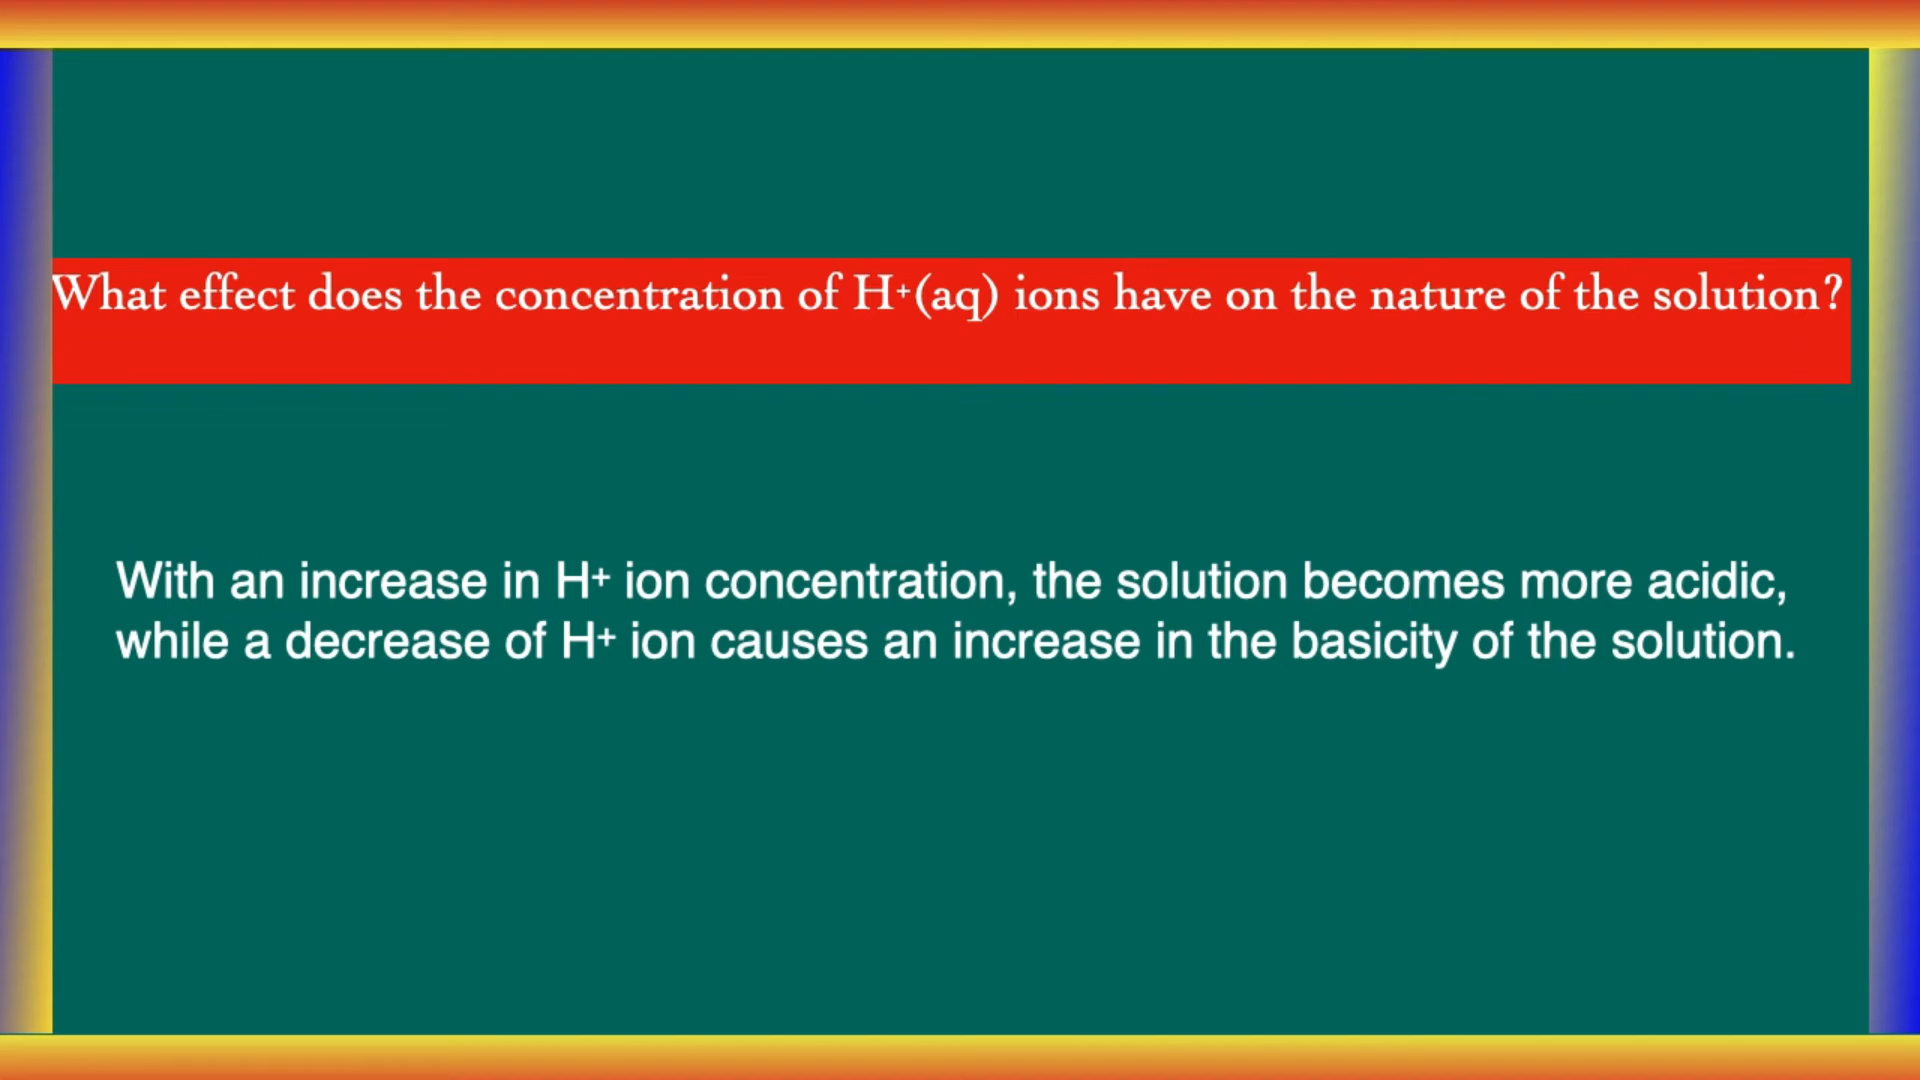 What effect does the concentration of H⁺(aq) ions have on the nature of the solution?
With an increase in H⁺ ion concentration, the solution becomes more acidic,
while a decrease of H⁺ ion causes an increase in the basicity of the solution.